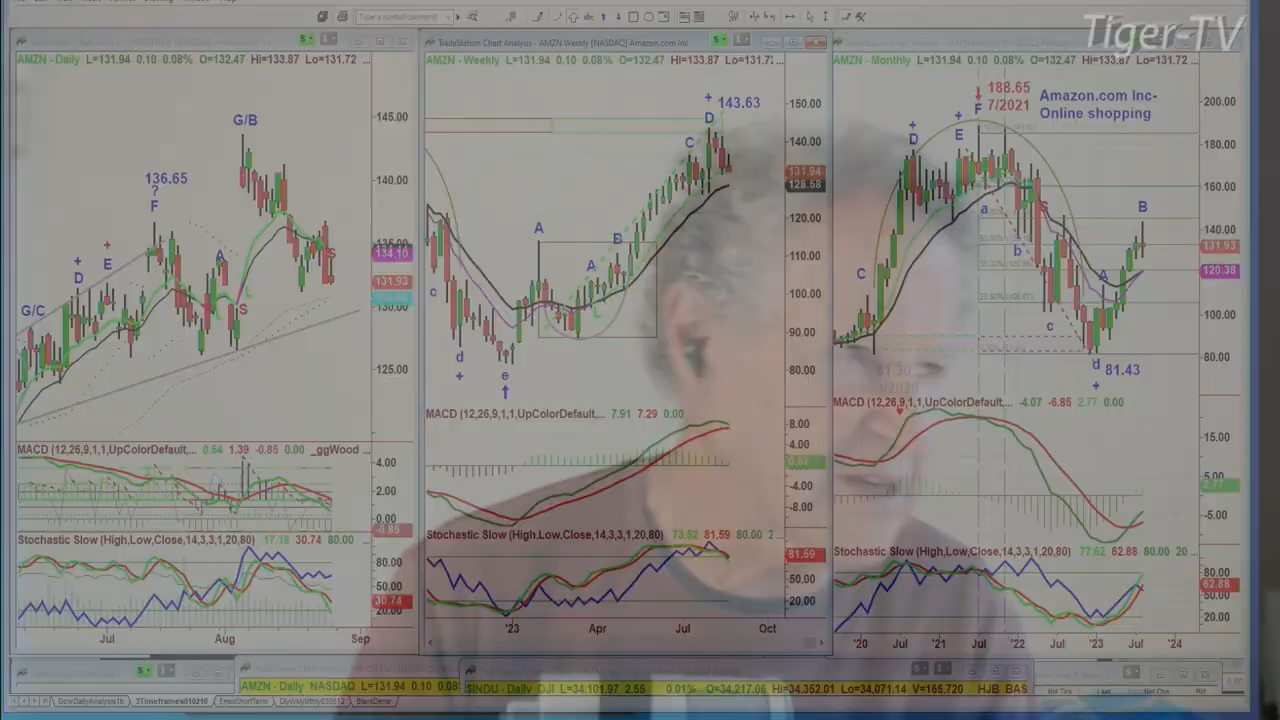 Tiger-TV
TradeStation Chart Analysis - AMZN Weekly [NASDAQ] Amazon.com Inc
AMZN - Daily L=131.94 0.10 0.08% O=132.47 Hi=133.87 Lo=131.72 ...
AMZN - Weekly L=131.94 0.10 0.08% O=132.47 Hi=133.87 Lo=131.7 ...
AMZN - Monthly L=131.94 0.10 0.08% O=132.47 Hi=133.87 Lo=131.72 ...
G/B
136.65
?
F
+
D
+
E
G/C
A
S
S
145.00
140.00
134.10
131.93
130.00
125.00
MACD (12,26,9,1,1,UpColorDefault,... 0.54 1.39 -0.85 0.00 _ggWood
4.00
2.00
0.00
-0.85
Stochastic Slow (High,Low,Close,14,3,3,1,20,80) 17.18 30.74 80.00
80.00
50.00
30.74
20.00
Jul Aug Sep
+ 143.63
D
C
A
B
A
c
d
+
e
150.00
140.00
131.94
128.58
120.00
110.00
100.00
90.00
80.00
MACD (12,26,9,1,1,UpColorDefault,... 7.91 7.29 0.00
8.00
4.00
-4.00
-8.00
Stochastic Slow (High,Low,Close,14,3,3,1,20,80) 73.52 81.59 80.00 2 ...
81.59
50.00
20.00
'23 Apr Jul Oct
188.65
7/2021
Amazon.com Inc-
Online shopping
+
D
+
E
F
C
a
b
c
A
B
d
+
81.43
200.00
180.00
160.00
140.00
131.93
120.38
100.00
80.00
MACD (12,26,9,1,1,UpColorDefault,... -4.07 -6.85 2.77 0.00
15.00
5.00
2.77
-5.00
Stochastic Slow (High,Low,Close,14,3,3,1,20,80) 77.62 62.88 80.00 20 ...
80.00
62.88
50.00
20.00
'20 Jul '21 Jul '22 Jul '23 Jul '24
AMZN - Daily NASDAQ L=131.94 0.10 0.08
$INDU - Daily DJI L=34,101.97 2.55 0.01% O=34,217.06 Hi=34,352.01 Lo=34,071.14 V=165,720 HJB BAS
DowDailyAnalysis1b 3Timeframes010210 EmailShortTerm DlyWklyMthly030512 BlankDemo